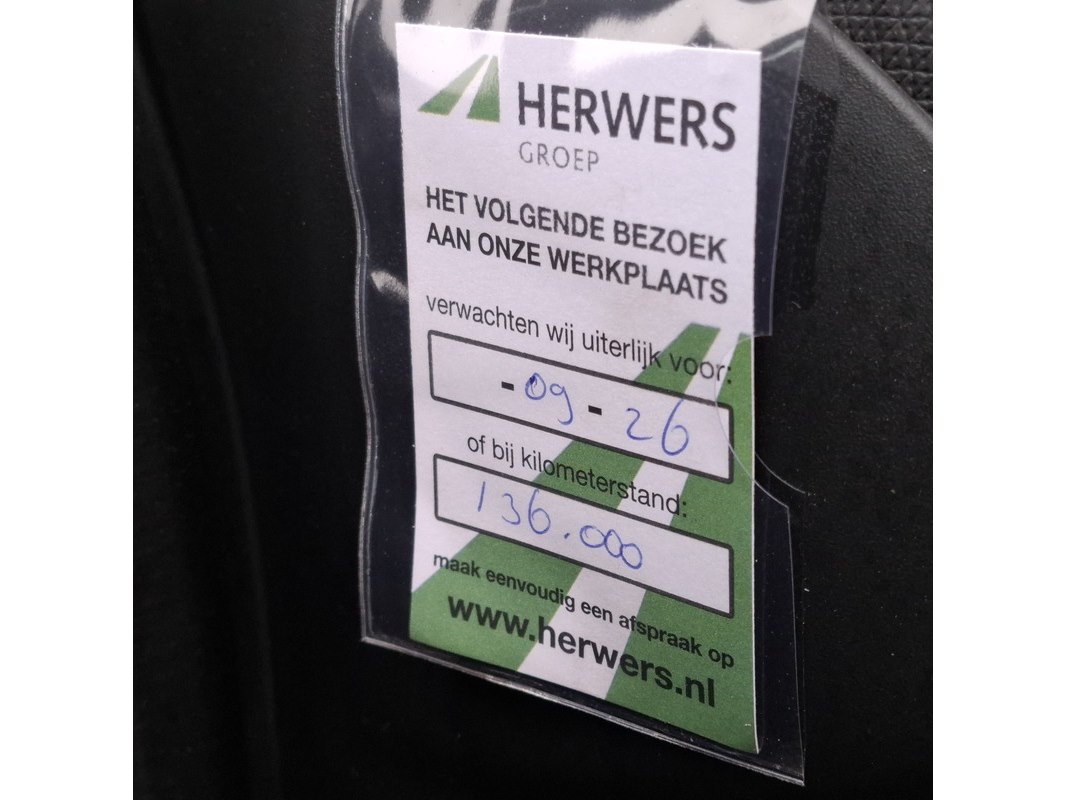 HERWERS
GROEP
HET VOLGENDE BEZOEK
AAN ONZE WERKPLAATS
verwachten wij uiterlijk voor:
- 09 - 26
of bij kilometerstand:
136.000
maak eenvoudig een afspraak op
www.herwers.nl